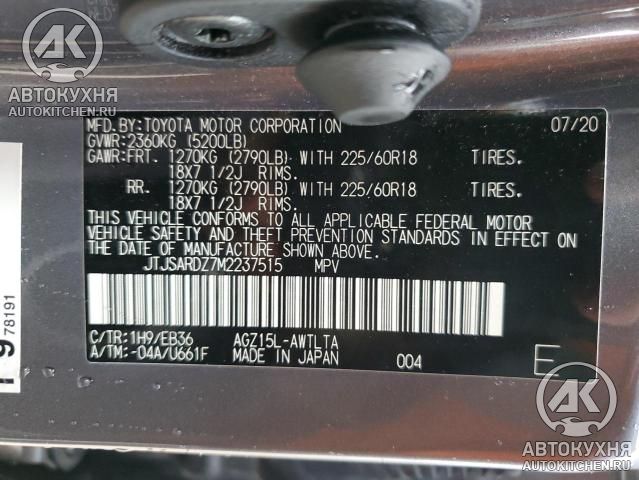 АВТОКУХНЯ
AVTOKITCHEN.RU
MFD.BY:TOYOTA MOTOR CORPORATION 07/20
GVWR:2360KG (5200LB)
GAWR:FRT. 1270KG (2790LB) WITH 225/60R18 TIRES.
18X7 1/2J RIMS.
RR. 1270KG (2790LB) WITH 225/60R18 TIRES.
18X7 1/2J RIMS.
THIS VEHICLE CONFORMS TO ALL APPLICABLE FEDERAL MOTOR
VEHICLE SAFETY AND THEFT PREVENTION STANDARDS IN EFFECT
ON THE DATE OF MANUFACTURE SHOWN ABOVE.
JTJSARDZ7M2237515 MPV
C/TR:1H9/EB36 AGZ15L-AWTLTA
A/TM:-04A/U661F MADE IN JAPAN 004 E
78191
АК
АВТОКУХНЯ
AVTOKITCHEN.RU